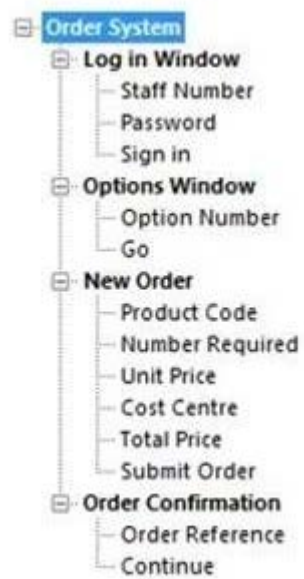 Order System
Log in Window
Staff Number
Password
Sign in
Options Window
Option Number
Go
New Order
Product Code
Number Required
Unit Price
Cost Centre
Total Price
Submit Order
Order Confirmation
Order Reference
Continue